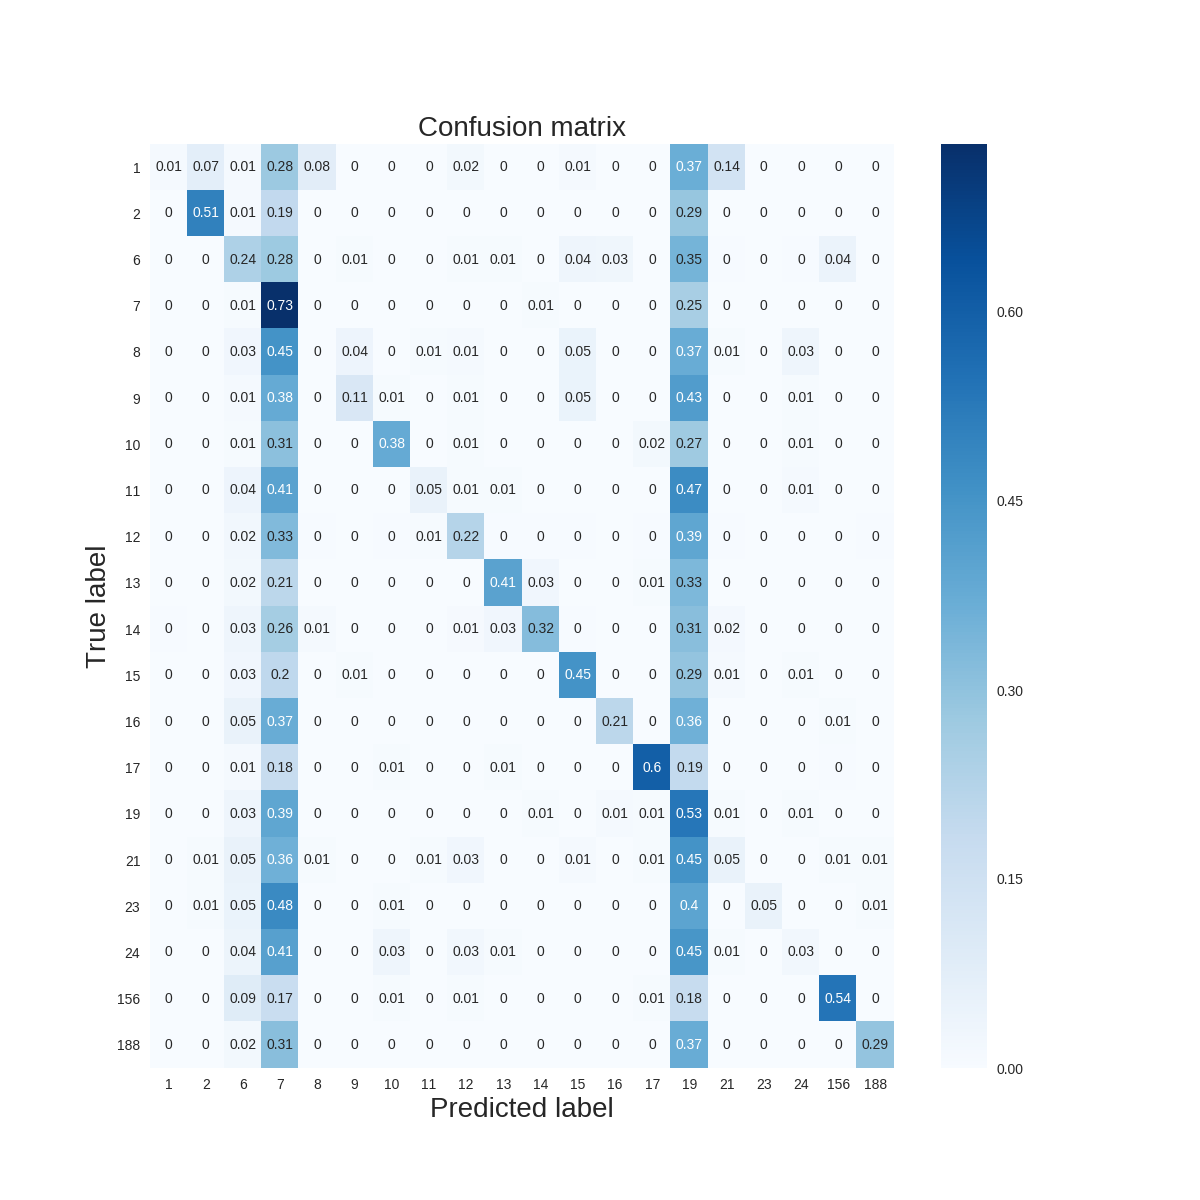 Confusion matrix
1 0.01 0.07 0.01 0.28 0.08 0 0 0 0.02 0 0 0.01 0 0 0.37 0.14 0 0 0 0
2 0 0.51 0.01 0.19 0 0 0 0 0 0 0 0 0 0 0.29 0 0 0 0 0
6 0 0 0.24 0.28 0 0.01 0 0 0.01 0.01 0 0.04 0.03 0 0.35 0 0 0 0.04 0
7 0 0 0.01 0.73 0 0 0 0 0 0 0.01 0 0 0 0.25 0 0 0 0 0
8 0 0 0.03 0.45 0 0.04 0 0.01 0.01 0 0 0.05 0 0 0.37 0.01 0 0.03 0 0
9 0 0 0.01 0.38 0 0.11 0.01 0 0.01 0 0 0.05 0 0 0.43 0 0 0.01 0 0
10 0 0 0.01 0.31 0 0 0.38 0 0.01 0 0 0 0 0.02 0.27 0 0 0.01 0 0
11 0 0 0.04 0.41 0 0 0 0.05 0.01 0.01 0 0 0 0 0.47 0 0 0.01 0 0
12 0 0 0.02 0.33 0 0 0 0.01 0.22 0 0 0 0 0 0.39 0 0 0 0 0
13 0 0 0.02 0.21 0 0 0 0 0 0.41 0.03 0 0 0.01 0.33 0 0 0 0 0
14 0 0 0.03 0.26 0.01 0 0 0 0.01 0.03 0.32 0 0 0 0.31 0.02 0 0 0 0
15 0 0 0.03 0.2 0 0.01 0 0 0 0 0 0.45 0 0 0.29 0.01 0 0.01 0 0
16 0 0 0.05 0.37 0 0 0 0 0 0 0 0 0.21 0 0.36 0 0 0 0.01 0
17 0 0 0.01 0.18 0 0 0.01 0 0 0.01 0 0 0 0.6 0.19 0 0 0 0 0
19 0 0 0.03 0.39 0 0 0 0 0 0 0.01 0 0.01 0.01 0.53 0.01 0 0.01 0 0
21 0 0.01 0.05 0.36 0.01 0 0 0.01 0.03 0 0 0.01 0 0.01 0.45 0.05 0 0 0.01 0.01
23 0 0.01 0.05 0.48 0 0 0.01 0 0 0 0 0 0 0 0.4 0 0.05 0 0 0.01
24 0 0 0.04 0.41 0 0 0.03 0 0.03 0.01 0 0 0 0 0.45 0.01 0 0.03 0 0
156 0 0 0.09 0.17 0 0 0.01 0 0.01 0 0 0 0 0.01 0.18 0 0 0 0.54 0
188 0 0 0.02 0.31 0 0 0 0 0 0 0 0 0 0 0.37 0 0 0 0 0.29
1 2 6 7 8 9 10 11 12 13 14 15 16 17 19 21 23 24 156 188
Predicted label
True label
0.60
0.45
0.30
0.15
0.00